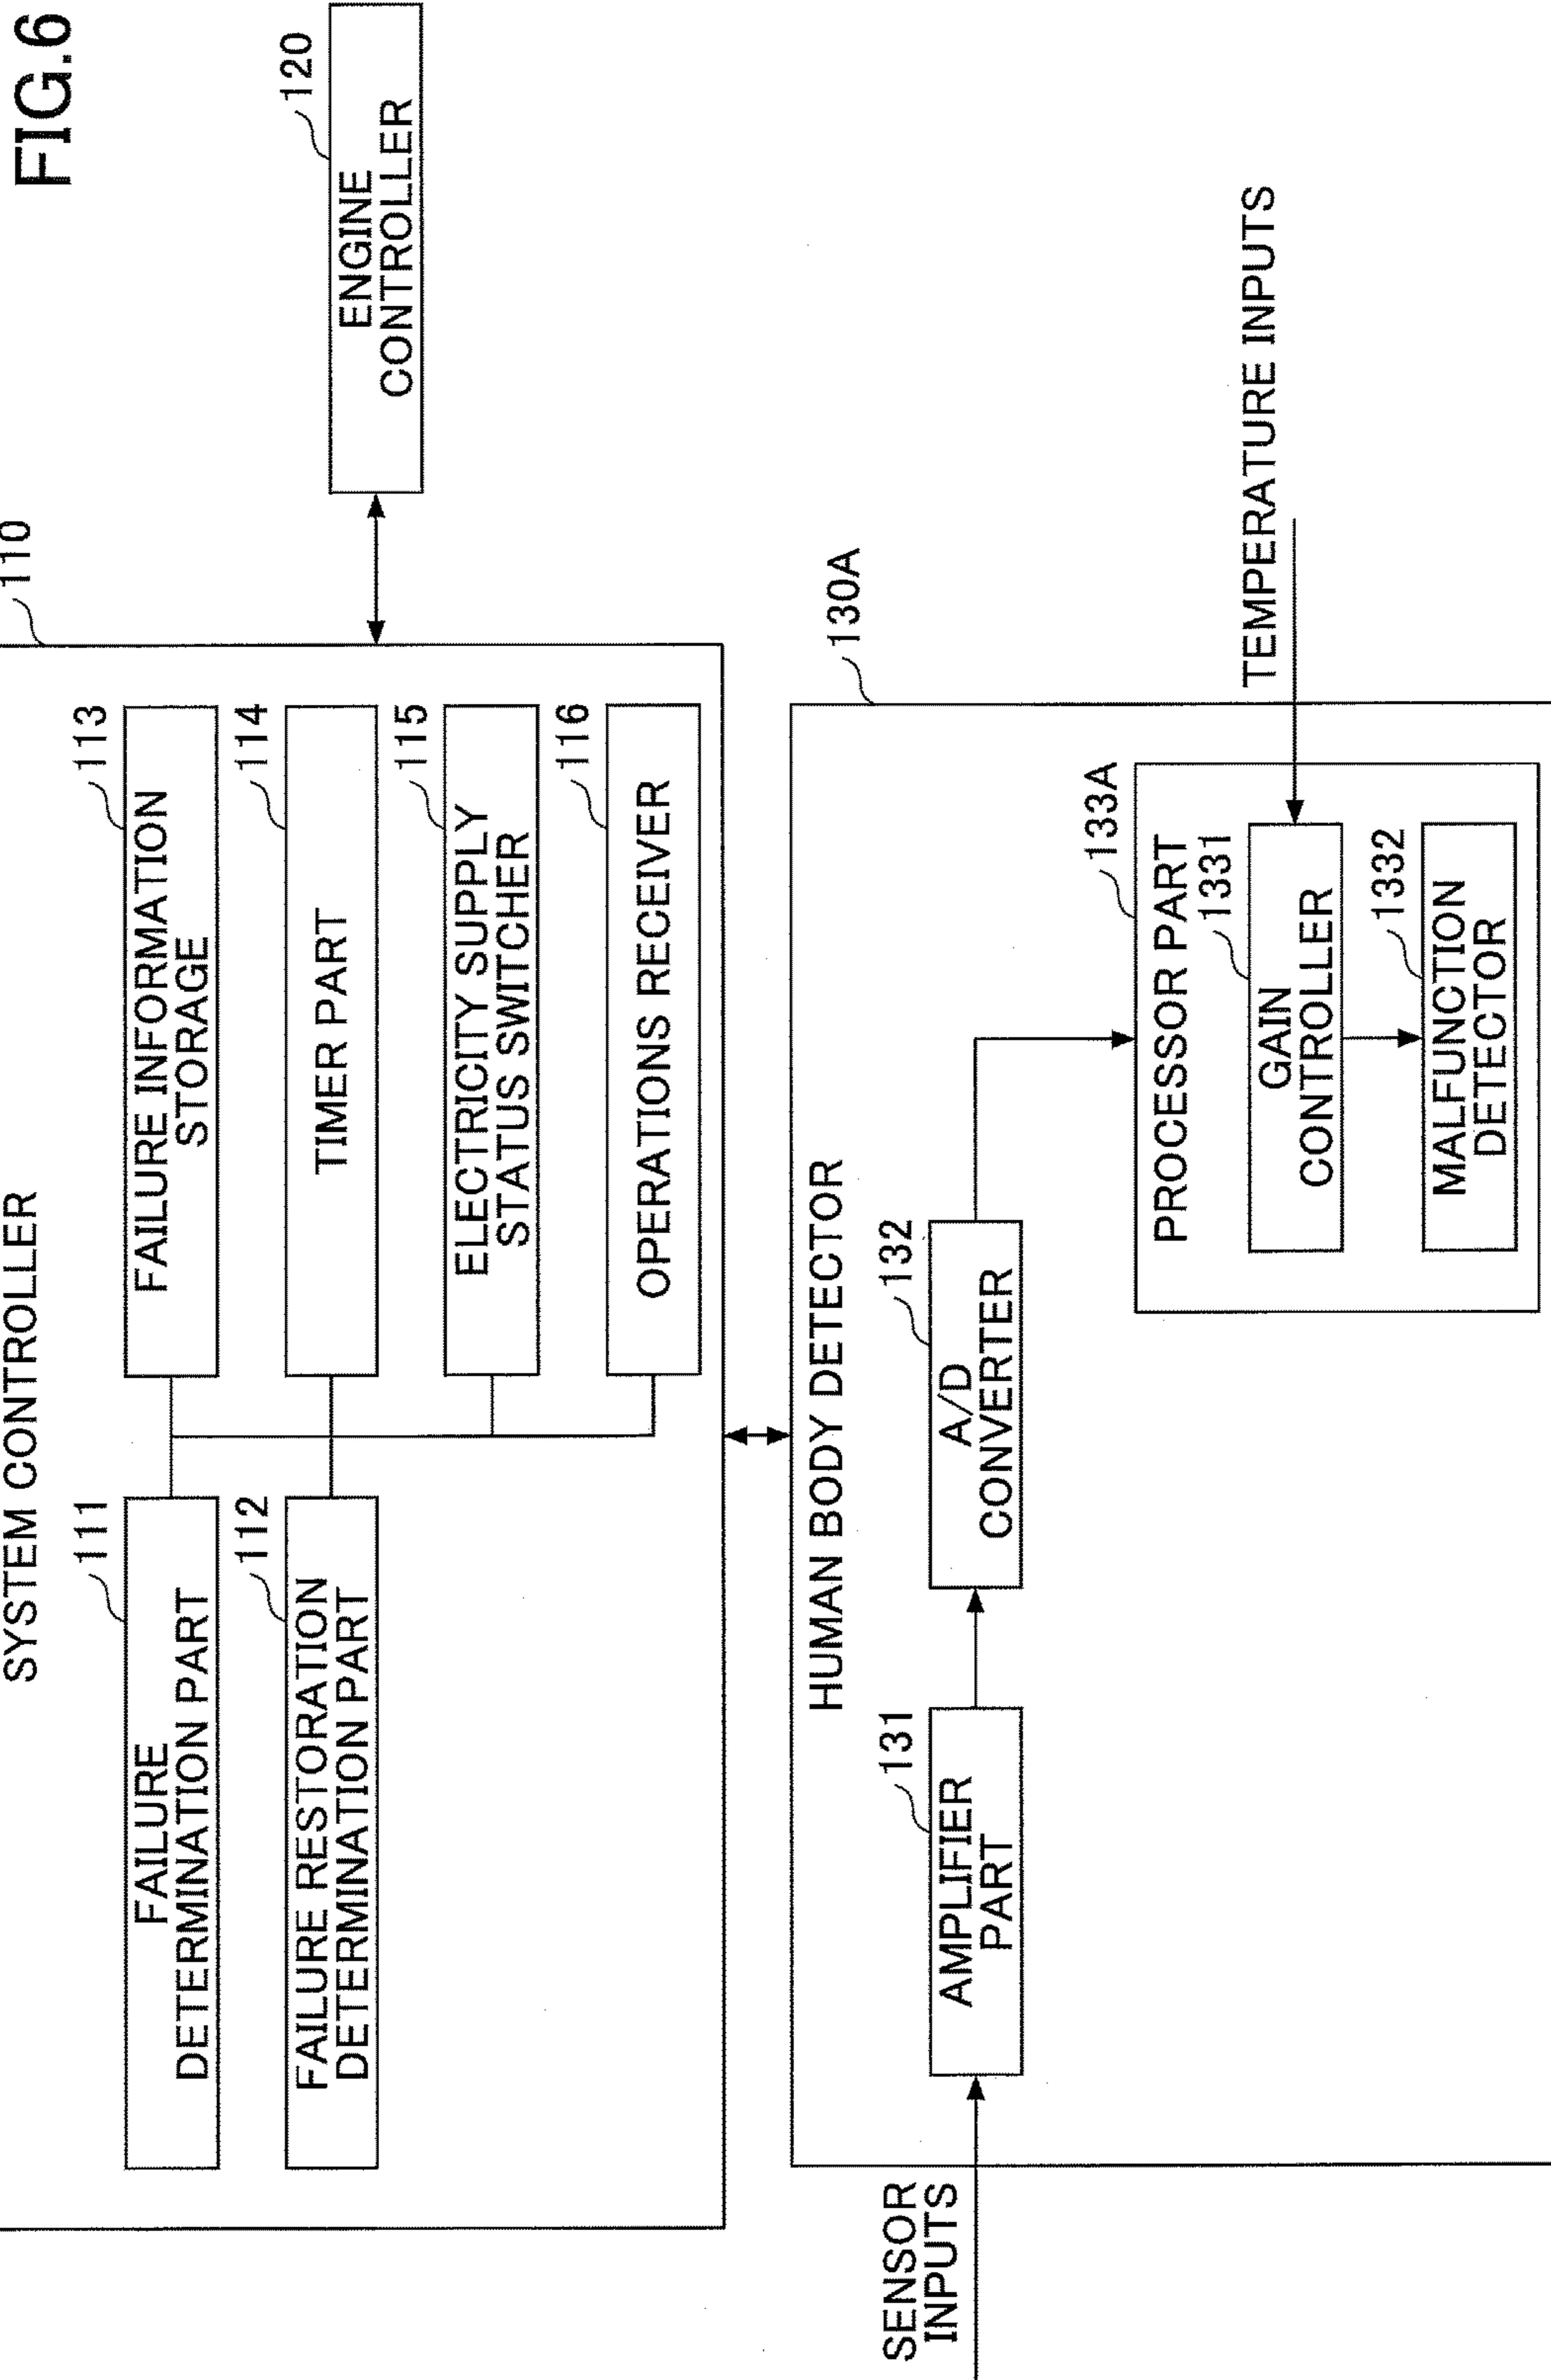 FIG.6
110
SYSTEM CONTROLLER
111
FAILURE
DETERMINATION PART
112
FAILURE RESTORATION
DETERMINATION PART
113
FAILURE INFORMATION
STORAGE
114
TIMER PART
115
ELECTRICITY SUPPLY
STATUS SWITCHER
116
OPERATIONS RECEIVER
120
ENGINE
CONTROLLER
130A
HUMAN BODY DETECTOR
SENSOR
INPUTS
131
AMPLIFIER
PART
132
A/D
CONVERTER
133A
PROCESSOR PART
1331
GAIN
CONTROLLER
1332
MALFUNCTION
DETECTOR
TEMPERATURE INPUTS